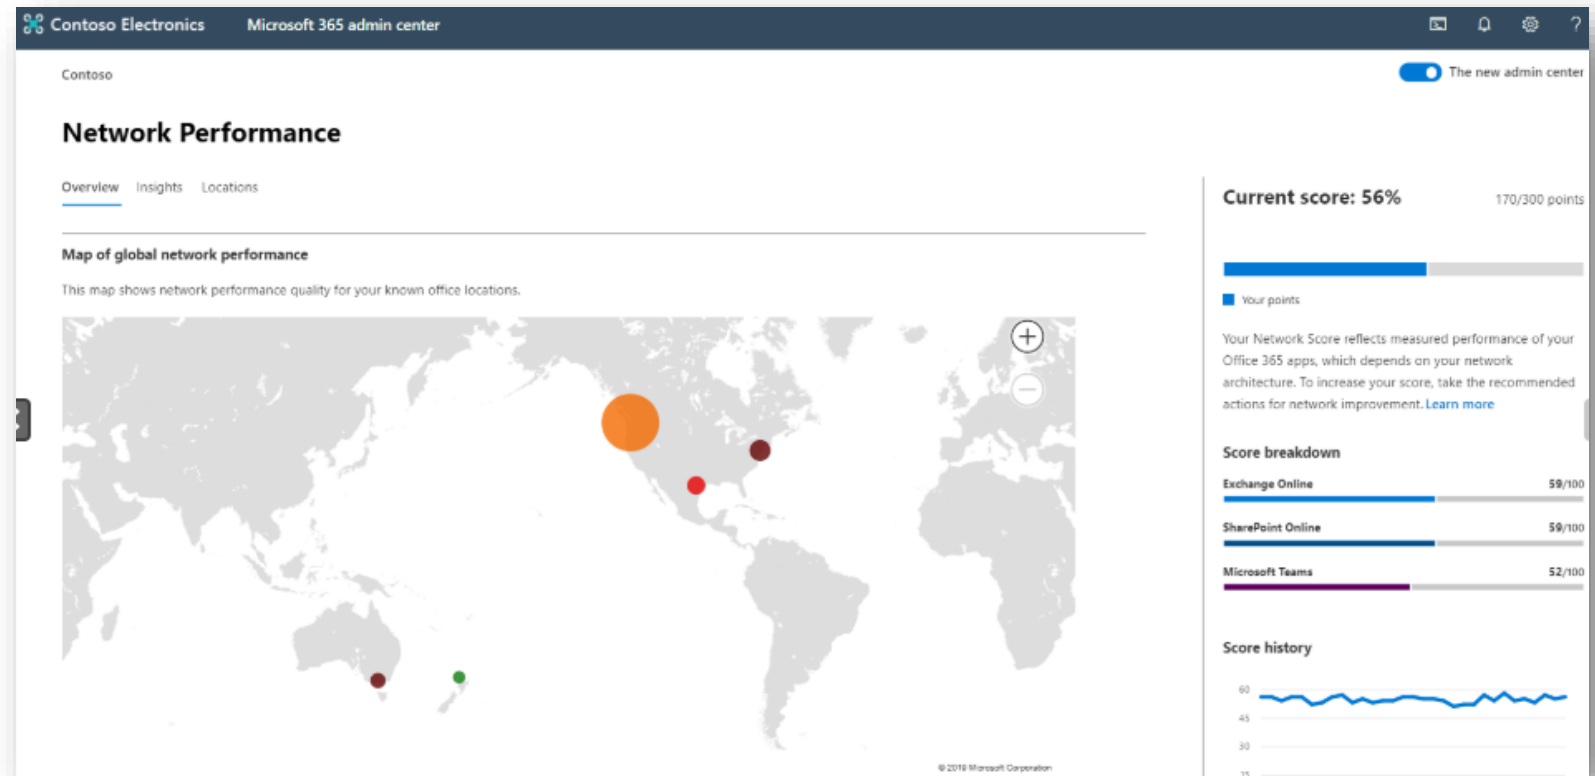 Contoso Electronics
Microsoft 365 admin center
?
Contoso
The new admin center
Network Performance
Overview Insights Locations
Map of global network performance
This map shows network performance quality for your known office locations.
© 2019 Microsoft Corporation
Current score: 56%
170/300 points
Your points
Your Network Score reflects measured performance of your
Office 365 apps, which depends on your network
architecture. To increase your score, take the recommended
actions for network improvement. Learn more
Score breakdown
Exchange Online 59/100
SharePoint Online 59/100
Microsoft Teams 52/100
Score history
60
45
30